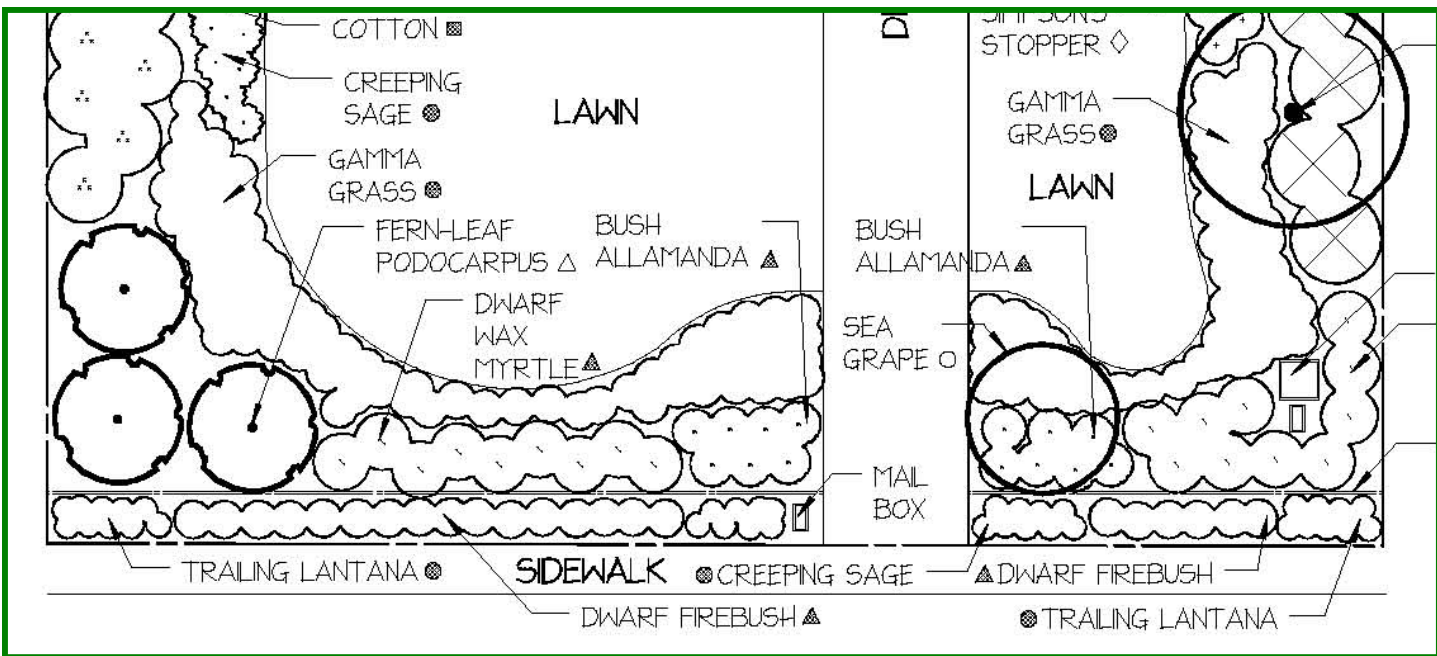 COTTON
SIMPSONS
STOPPER
CREEPING
SAGE
LAWN
GAMMA
GRASS
GAMMA
GRASS
LAWN
FERN-LEAF
PODOCARPUS
BUSH
ALLAMANDA
BUSH
ALLAMANDA
DWARF
WAX
MYRTLE
SEA
GRAPE
MAIL
BOX
TRAILING LANTANA
SIDEWALK
CREEPING SAGE
DWARF FIREBUSH
DWARF FIREBUSH
TRAILING LANTANA